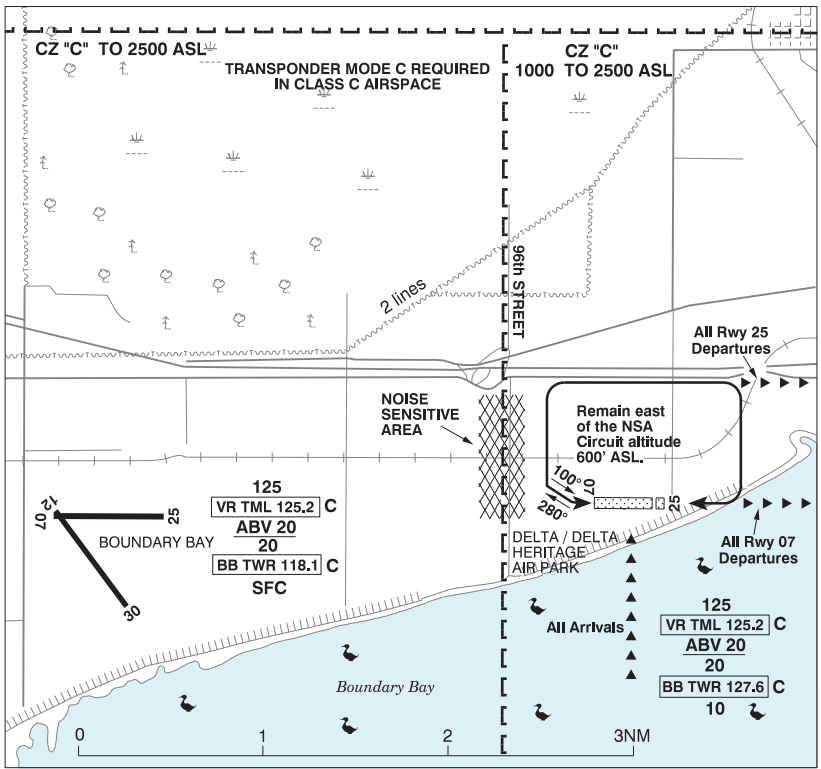 CZ "C" TO 2500 ASL
CZ "C"
1000 TO 2500 ASL
TRANSPONDER MODE C REQUIRED
IN CLASS C AIRSPACE
96th STREET
2 lines
All Rwy 25
Departures
NOISE
SENSITIVE
AREA
Remain east
of the NSA
Circuit altitude
600' ASL.
100°
280°
07
25
125
VR TML 125.2 C
ABV 20
20
BB TWR 118.1 C
SFC
12
07
25
30
BOUNDARY BAY
DELTA / DELTA
HERITAGE
AIR PARK
All Rwy 07
Departures
All Arrivals
125
VR TML 125.2 C
ABV 20
20
BB TWR 127.6 C
10
Boundary Bay
0 1 2 3NM